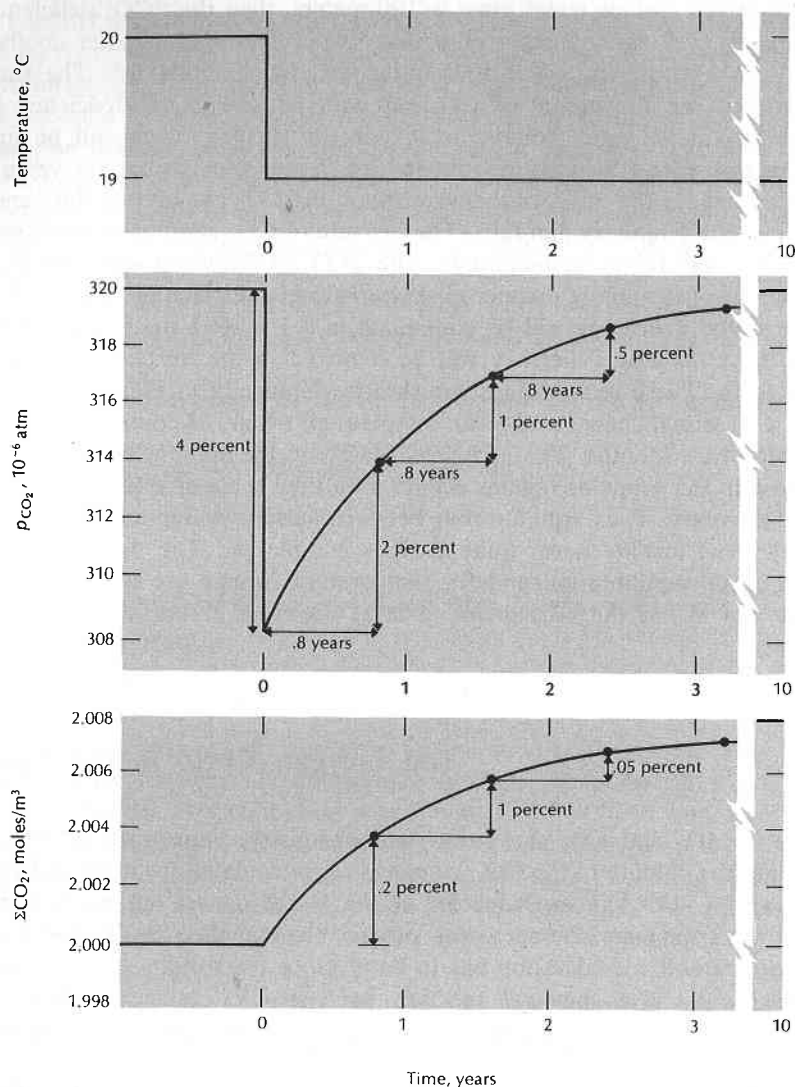 20
Temperature, °C
19
0 1 2 3 10
320
318
.5 percent
316
.8 years
1 percent
4 percent
314
.8 years
pCO₂, 10⁻⁶ atm
312
2 percent
310
308
.8 years
0 1 2 3 10
2,008
2,006
.05 percent
1 percent
2,004
ΣCO₂, moles/m³
.2 percent
2,002
2,000
1,998
0 1 2 3 10
Time, years